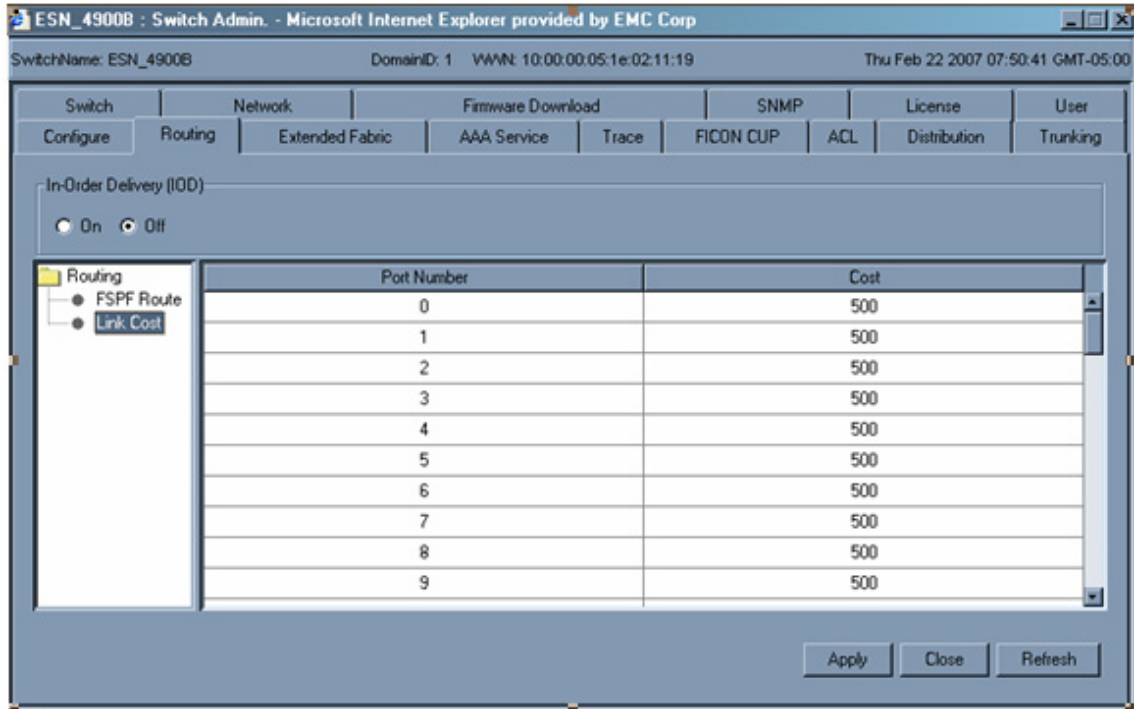 ESN_4900B : Switch Admin. - Microsoft Internet Explorer provided by EMC Corp
SwitchName: ESN_4900B DomainID: 1 WWN: 10:00:00:05:1e:02:11:19 Thu Feb 22 2007 07:50:41 GMT-05:00
Switch Network Firmware Download SNMP License User
Configure Routing Extended Fabric AAA Service Trace FICON CUP ACL Distribution Trunking
In-Order Delivery (IOD)
On Off
Routing
FSPF Route
Link Cost
Port Number Cost
0 500
1 500
2 500
3 500
4 500
5 500
6 500
7 500
8 500
9 500
Apply Close Refresh